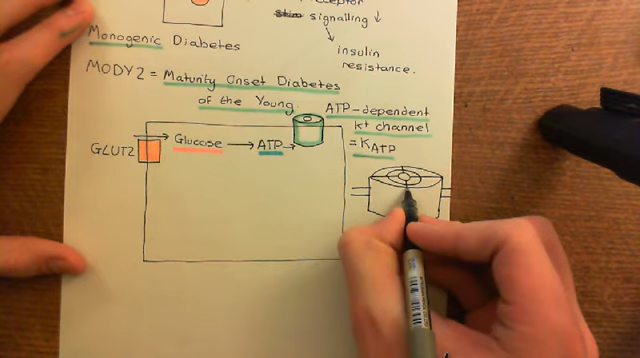 signalling ↓
insulin
resistance.
Monogenic Diabetes
MODY2 = Maturity Onset Diabetes
of the Young
ATP-dependent
K+ channel
= KATP
GLUT2
Glucose → ATP →